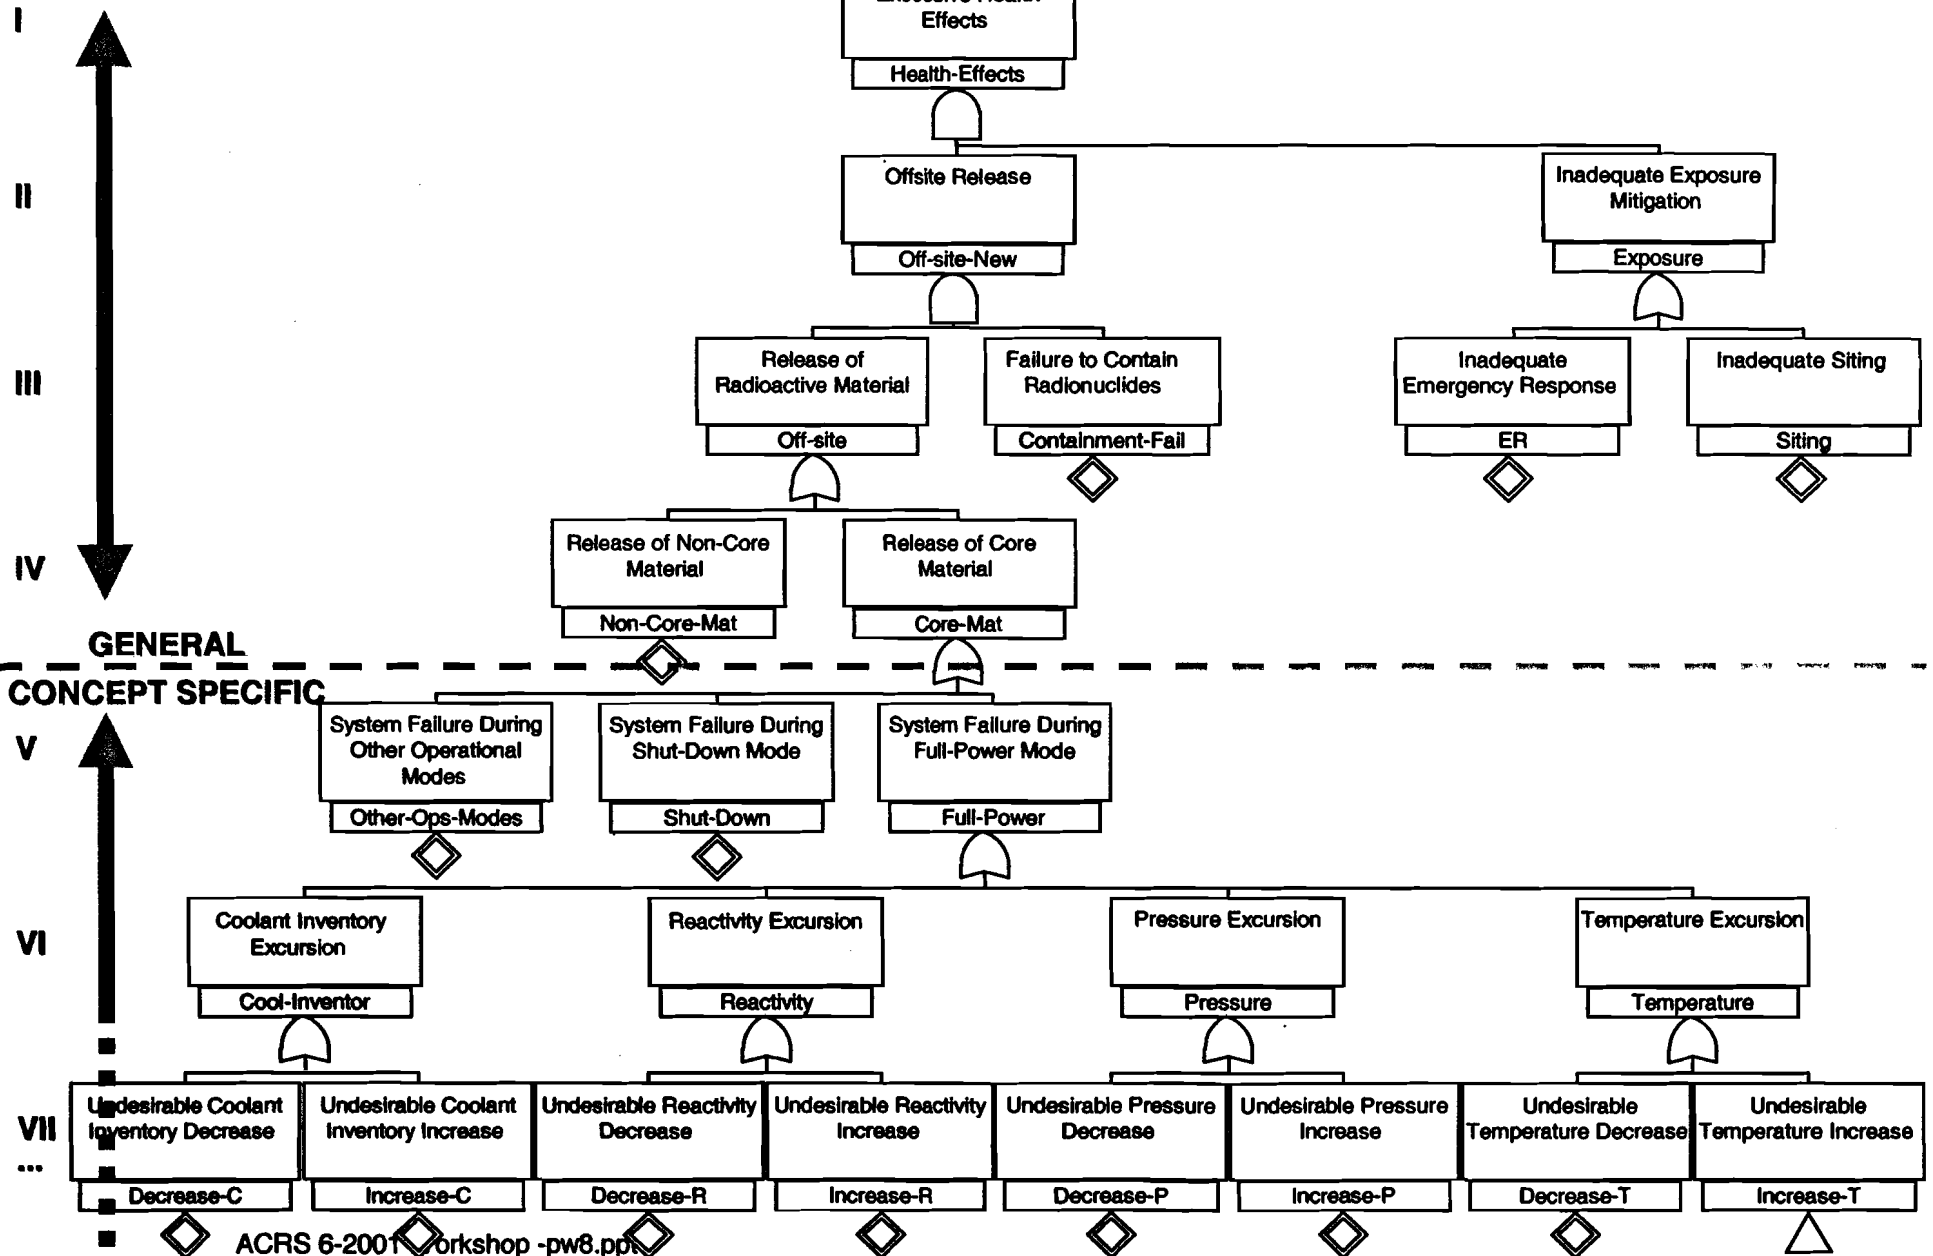 I
Effects
Health-Effects
II
Offsite Release
Off-site-New
Inadequate Exposure
Mitigation
Exposure
III
Release of
Radioactive Material
Off-site
Failure to Contain
Radionuclides
Containment-Fail
Inadequate
Emergency Response
ER
Inadequate Siting
Siting
IV
Release of Non-Core
Material
Non-Core-Mat
Release of Core
Material
Core-Mat
GENERAL
CONCEPT SPECIFIC
V
System Failure During
Other Operational
Modes
Other-Ops-Modes
System Failure During
Shut-Down Mode
Shut-Down
System Failure During
Full-Power Mode
Full-Power
VI
Coolant Inventory
Excursion
Cool-Inventor
Reactivity Excursion
Reactivity
Pressure Excursion
Pressure
Temperature Excursion
Temperature
VII
...
Undesirable Coolant
Inventory Decrease
Decrease-C
Undesirable Coolant
Inventory Increase
Increase-C
Undesirable Reactivity
Decrease
Decrease-R
Undesirable Reactivity
Increase
Increase-R
Undesirable Pressure
Decrease
Decrease-P
Undesirable Pressure
Increase
Increase-P
Undesirable
Temperature Decrease
Decrease-T
Undesirable
Temperature Increase
Increase-T
ACRS 6-2001 Workshop -pw8.ppt